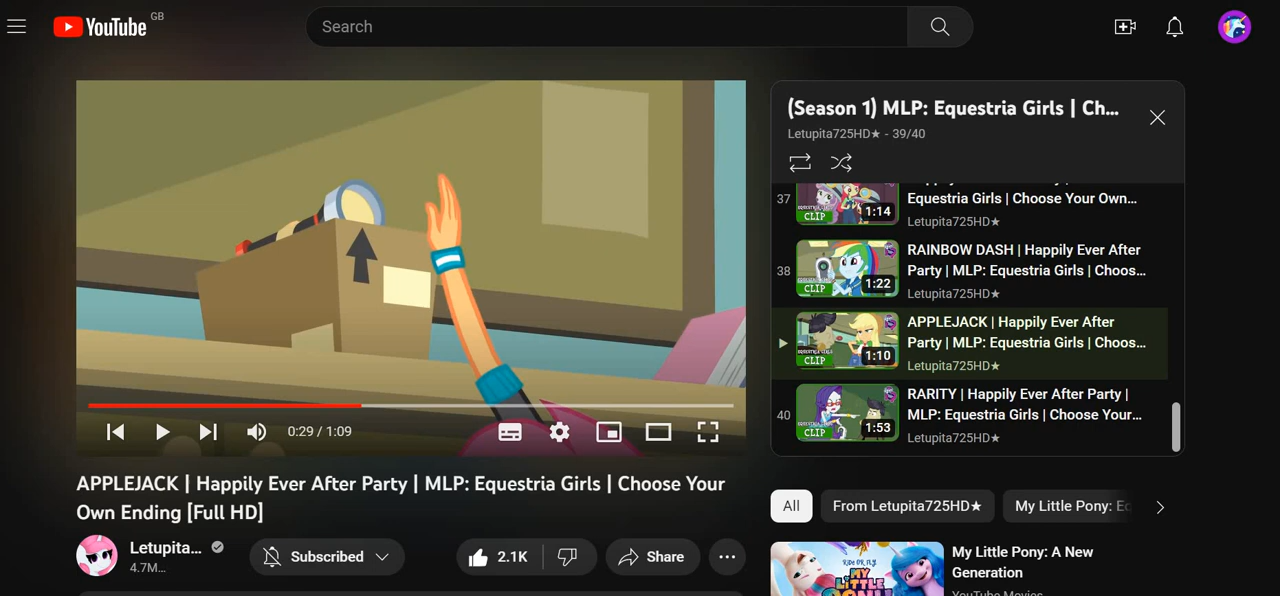 YouTube GB
Search
(Season 1) MLP: Equestria Girls | Ch...
Letupita725HD★ - 39/40
37
Equestria Girls | Choose Your Own...
CLIP
1:14
Letupita725HD★
38
RAINBOW DASH | Happily Ever After
Party | MLP: Equestria Girls | Choos...
CLIP
1:22
Letupita725HD★
APPLEJACK | Happily Ever After
Party | MLP: Equestria Girls | Choos...
CLIP
1:10
Letupita725HD★
40
RARITY | Happily Ever After Party |
MLP: Equestria Girls | Choose Your...
CLIP
1:53
Letupita725HD★
0:29 / 1:09
APPLEJACK | Happily Ever After Party | MLP: Equestria Girls | Choose Your
Own Ending [Full HD]
Letupita...
4.7M...
Subscribed
2.1K
Share
All
From Letupita725HD★
My Little Pony: Eq
My Little Pony: A New
Generation
YouTube Movies
MY
LITTLE